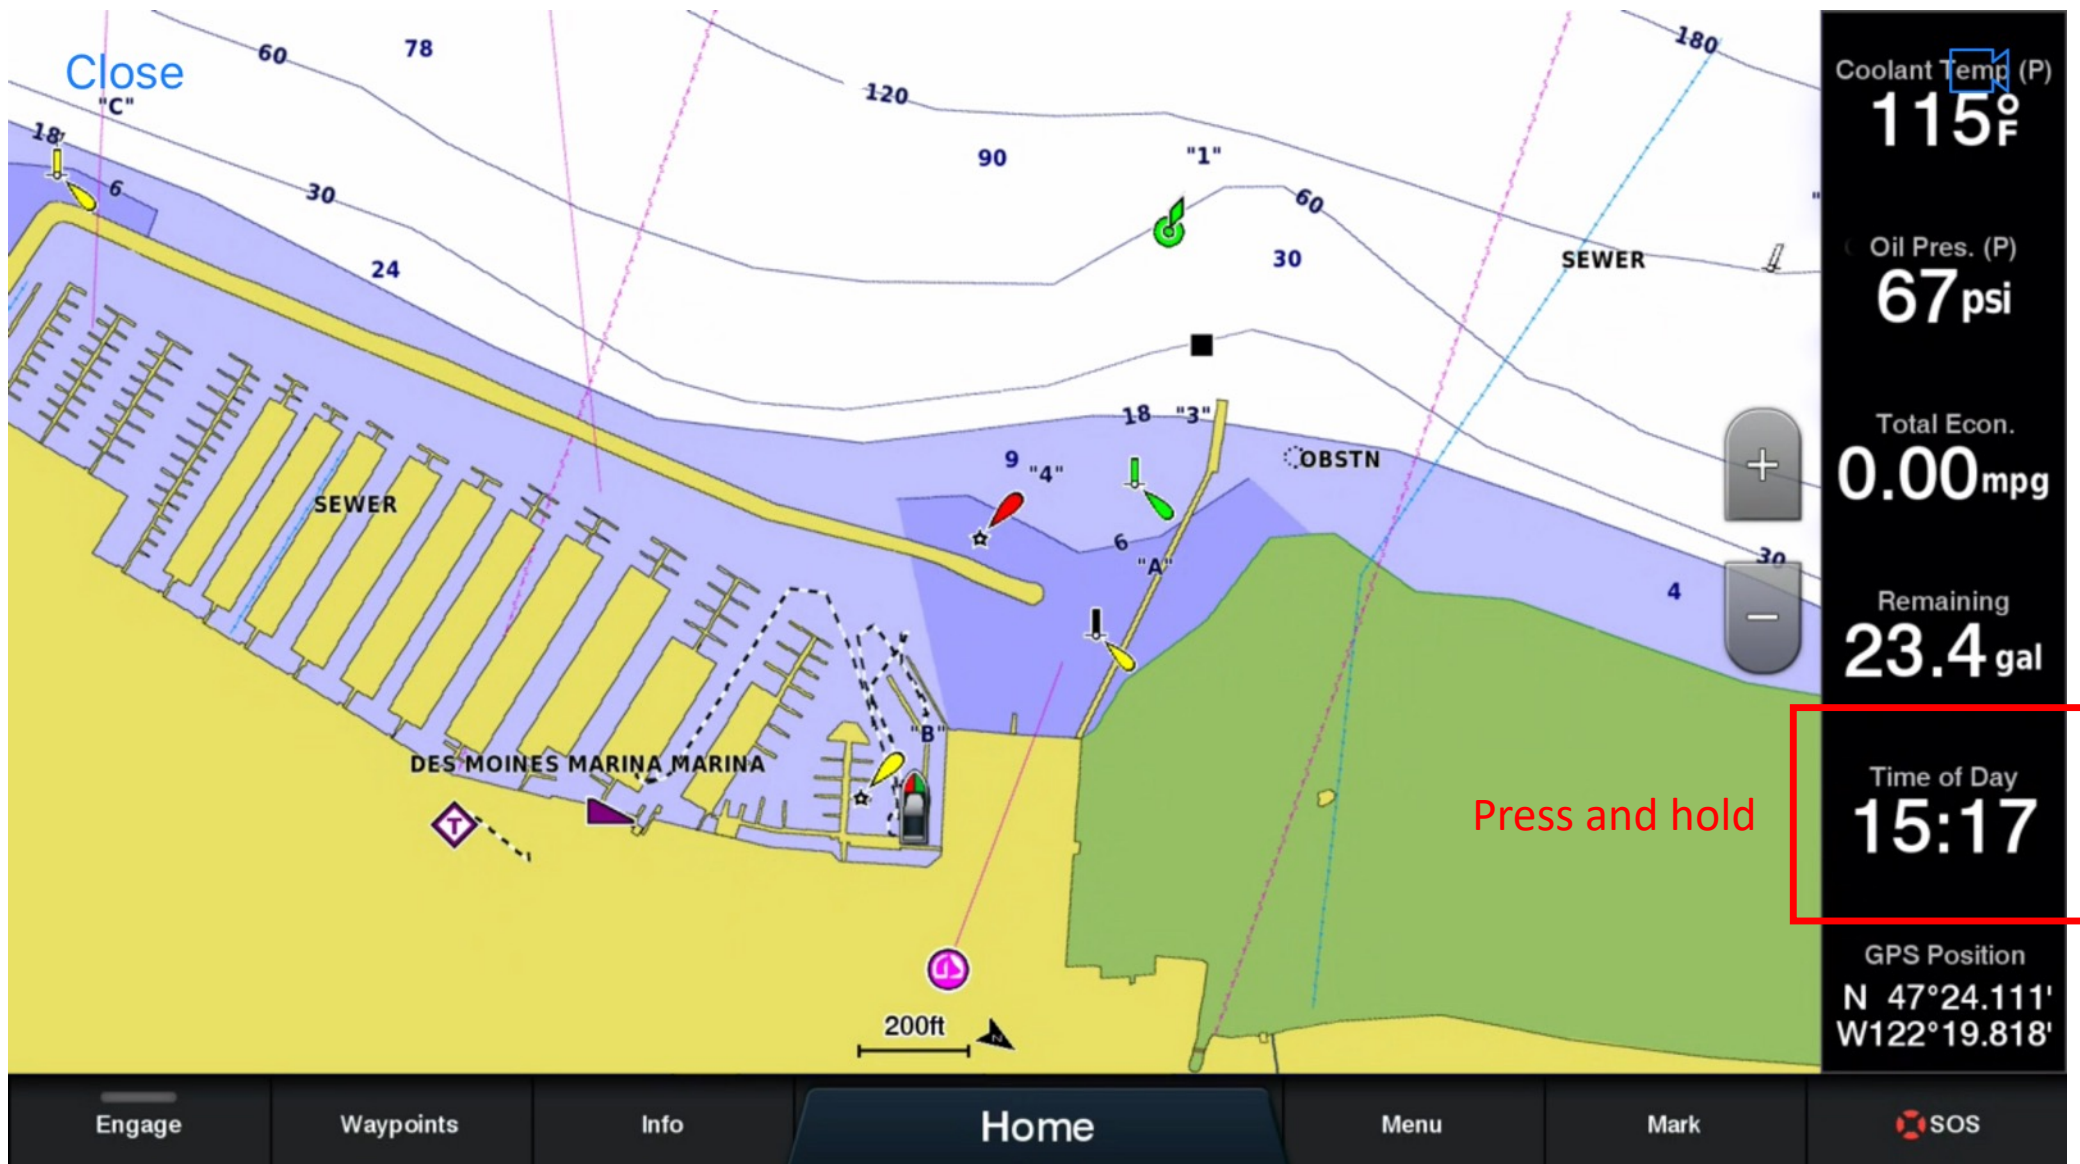 Close
60
78
180
120
"C"
18
6
30
24
90
"1"
60
30
SEWER
18
"3"
9
"4"
OBSTN
6
"A"
SEWER
30
4
"B"
DES MOINES MARINA MARINA
T
200ft
N
+
−
Press and hold
Coolant Temp (P)
115°F
Oil Pres. (P)
67psi
Total Econ.
0.00mpg
Remaining
23.4 gal
Time of Day
15:17
GPS Position
N 47°24.111'
W122°19.818'
Engage
Waypoints
Info
Home
Menu
Mark
SOS